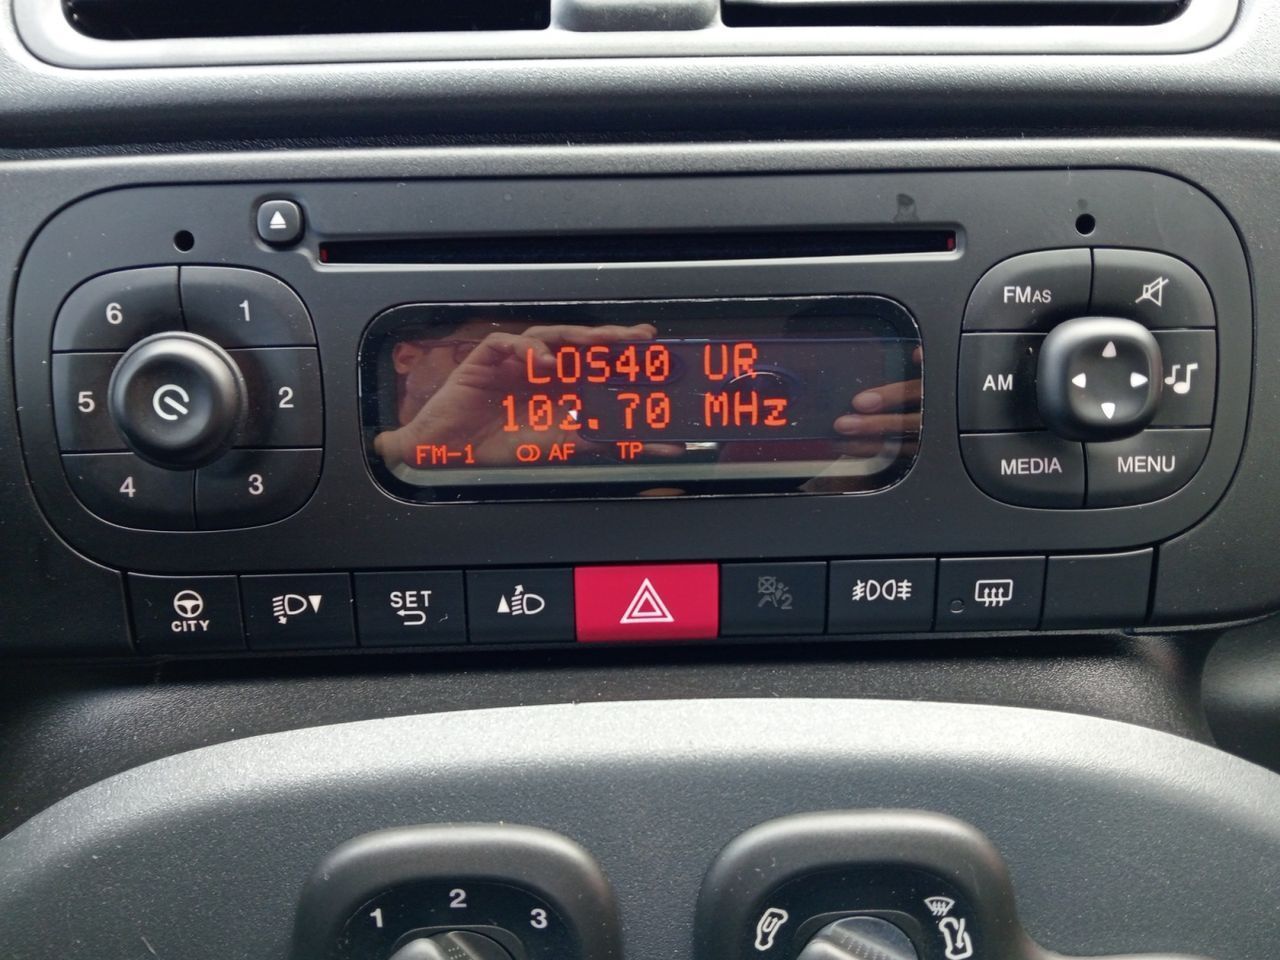 6 1
5 2
4 3
LOS40 UR
102.70 MHz
FM-1 AF TP
FMAS
AM
MEDIA MENU
CITY
SET
2
1 2 3